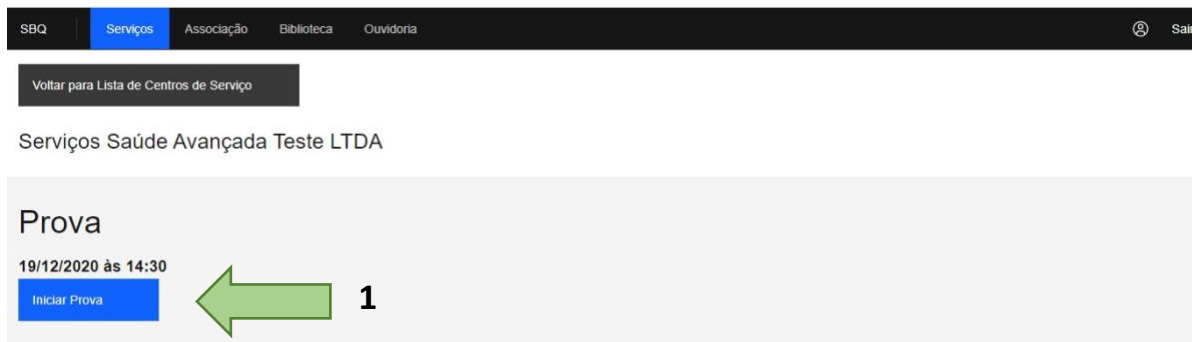 SBQ Serviços Associação Biblioteca Ouvidoria Sair
Voltar para Lista de Centros de Serviço
Serviços Saúde Avançada Teste LTDA
Prova
19/12/2020 às 14:30
Iniciar Prova 1